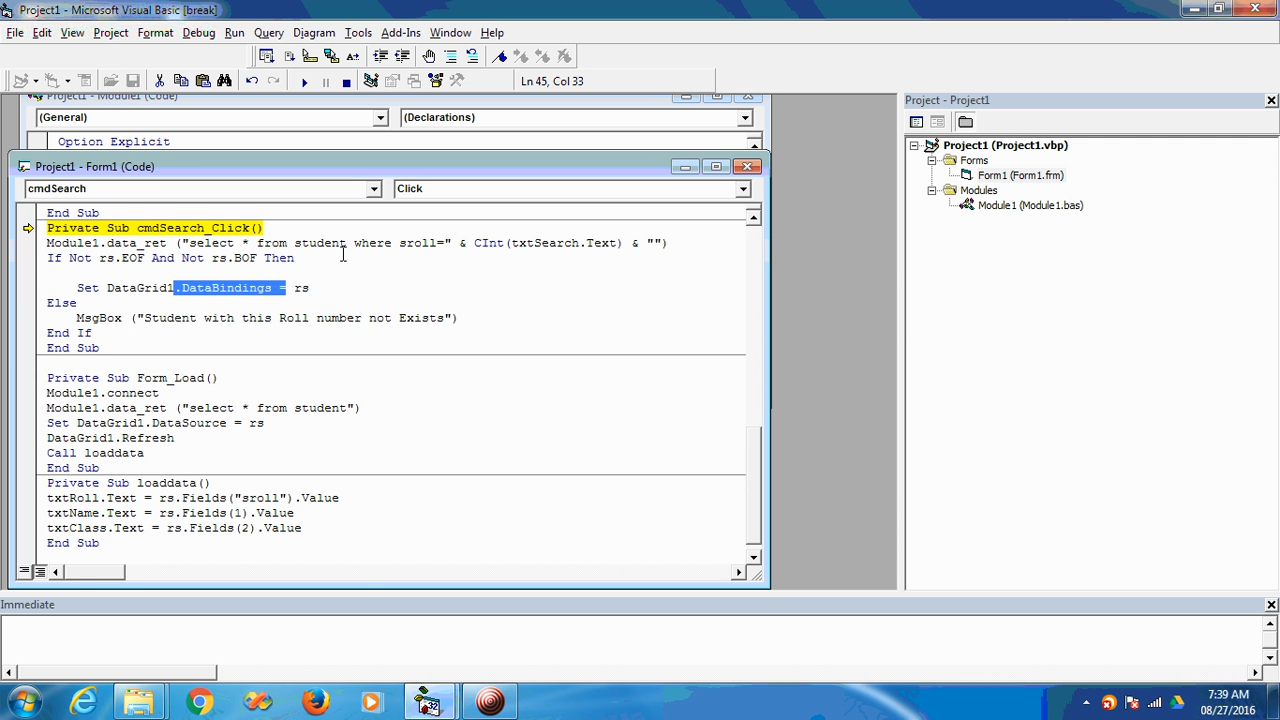 Project1 - Microsoft Visual Basic [break]
File Edit View Project Format Debug Run Query Diagram Tools Add-Ins Window Help
Ln 45, Col 33
Project1 - Module1 (Code)
(General) (Declarations)
Option Explicit
Project1 - Form1 (Code)
cmdSearch Click
End Sub
Private Sub cmdSearch_Click()
Module1.data_ret ("select * from student where sroll=" & CInt(txtSearch.Text) & "")
If Not rs.EOF And Not rs.BOF Then
Set DataGrid1.DataBindings = rs
Else
MsgBox ("Student with this Roll number not Exists")
End If
End Sub
Private Sub Form_Load()
Module1.connect
Module1.data_ret ("select * from student")
Set DataGrid1.DataSource = rs
DataGrid1.Refresh
Call loaddata
End Sub
Private Sub loaddata()
txtRoll.Text = rs.Fields("sroll").Value
txtName.Text = rs.Fields(1).Value
txtClass.Text = rs.Fields(2).Value
End Sub
Project - Project1
Project1 (Project1.vbp)
Forms
Form1 (Form1.frm)
Modules
Module1 (Module1.bas)
Immediate
7:39 AM
08/27/2016